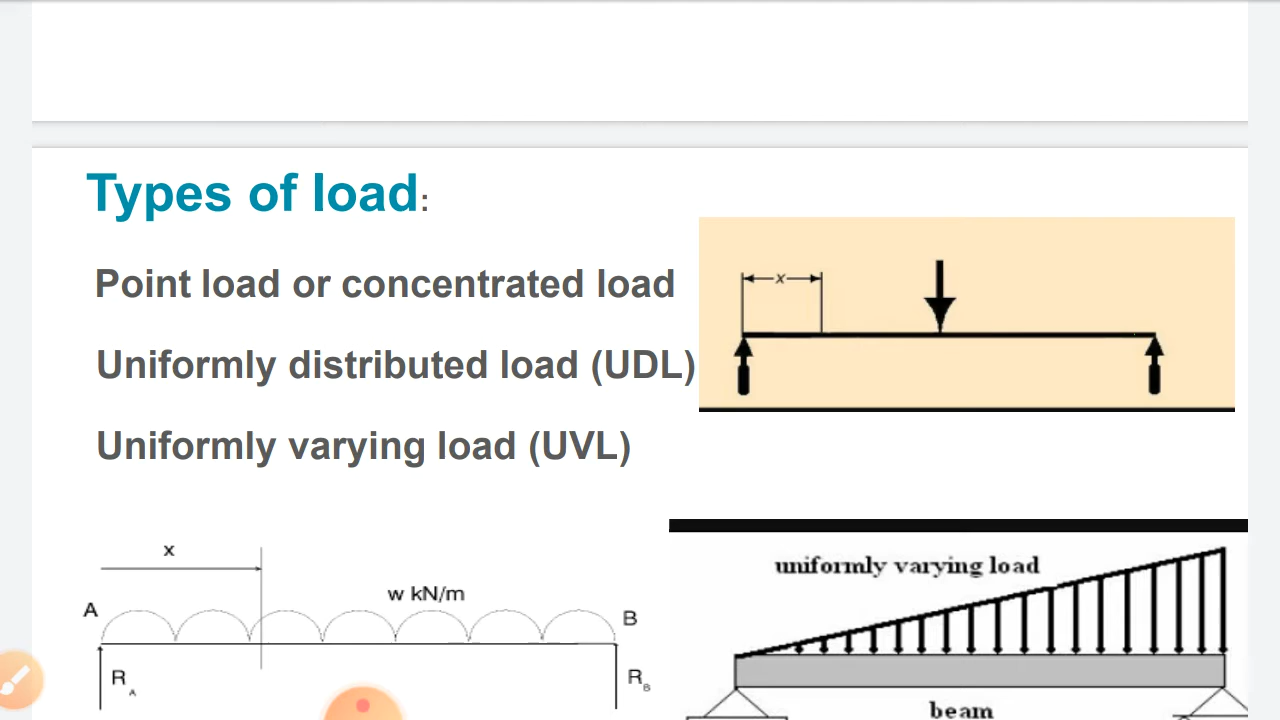 Types of load:
Point load or concentrated load
x
Uniformly distributed load (UDL)
Uniformly varying load (UVL)
x
w kN/m
A
B
R A
R B
uniformly varying load
beam